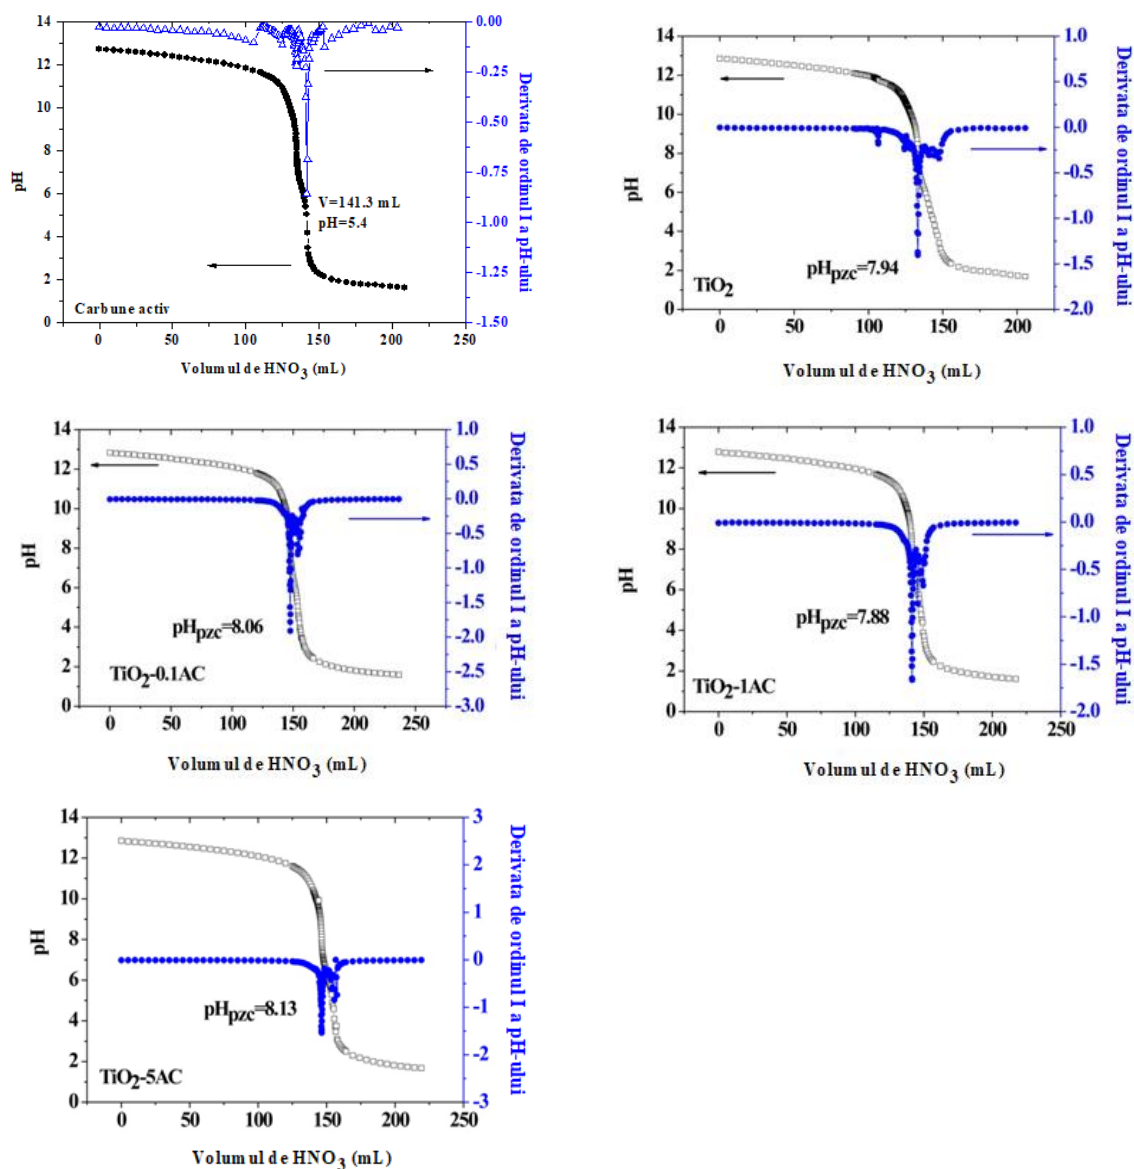 14
12
10
8
6
4
2
0
pH
0.00
-0.25
-0.50
-0.75
-1.00
-1.25
-1.50
Derivata de ordinul I a pH-ului
V=141.3 mL
pH=5.4
Carbune activ
0 50 100 150 200 250
Volumul de HNO3 (mL)
14
12
10
8
6
4
2
0
pH
1.0
0.5
0.0
-0.5
-1.0
-1.5
-2.0
Derivata de ordinul I a pH-ului
pHpzc=7.94
TiO2
0 50 100 150 200
Volumul de HNO3 (mL)
14
12
10
8
6
4
2
0
pH
1.0
0.5
0.0
-0.5
-1.0
-1.5
-2.0
-2.5
-3.0
Derivata de ordinul I a pH-ului
pHpzc=8.06
TiO2-0.1AC
0 50 100 150 200 250
Volumul de HNO3 (mL)
14
12
10
8
6
4
2
0
pH
1.0
0.5
0.0
-0.5
-1.0
-1.5
-2.0
Derivata de ordinul I a pH-ului
pHpzc=7.88
TiO2-1AC
0 50 100 150 200 250
Volumul de HNO3 (mL)
14
12
10
8
6
4
2
0
pH
3
2
1
0
-1
-2
-3
Derivata de ordinul I a pH-ului
pHpzc=8.13
TiO2-5AC
0 50 100 150 200 250
Volumul de HNO3 (mL)